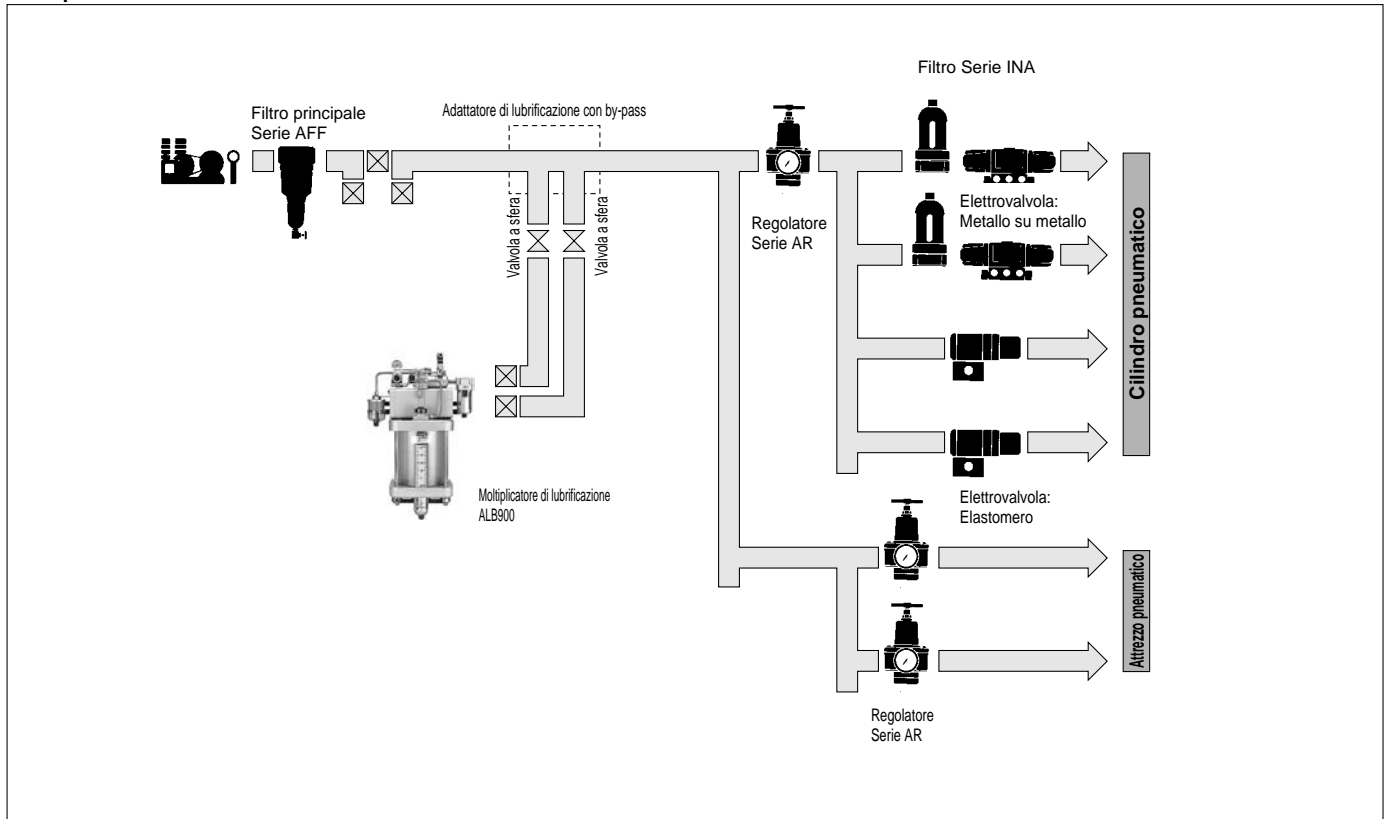 Filtro Serie INA
Filtro principale
Serie AFF
Adattatore di lubrificazione con by-pass
Valvola a sfera
Valvola a sfera
Regolatore
Serie AR
Elettrovalvola:
Metallo su metallo
Cilindro pneumatico
Moltiplicatore di lubrificazione
ALB900
Elettrovalvola:
Elastomero
Attrezzo pneumatico
Regolatore
Serie AR